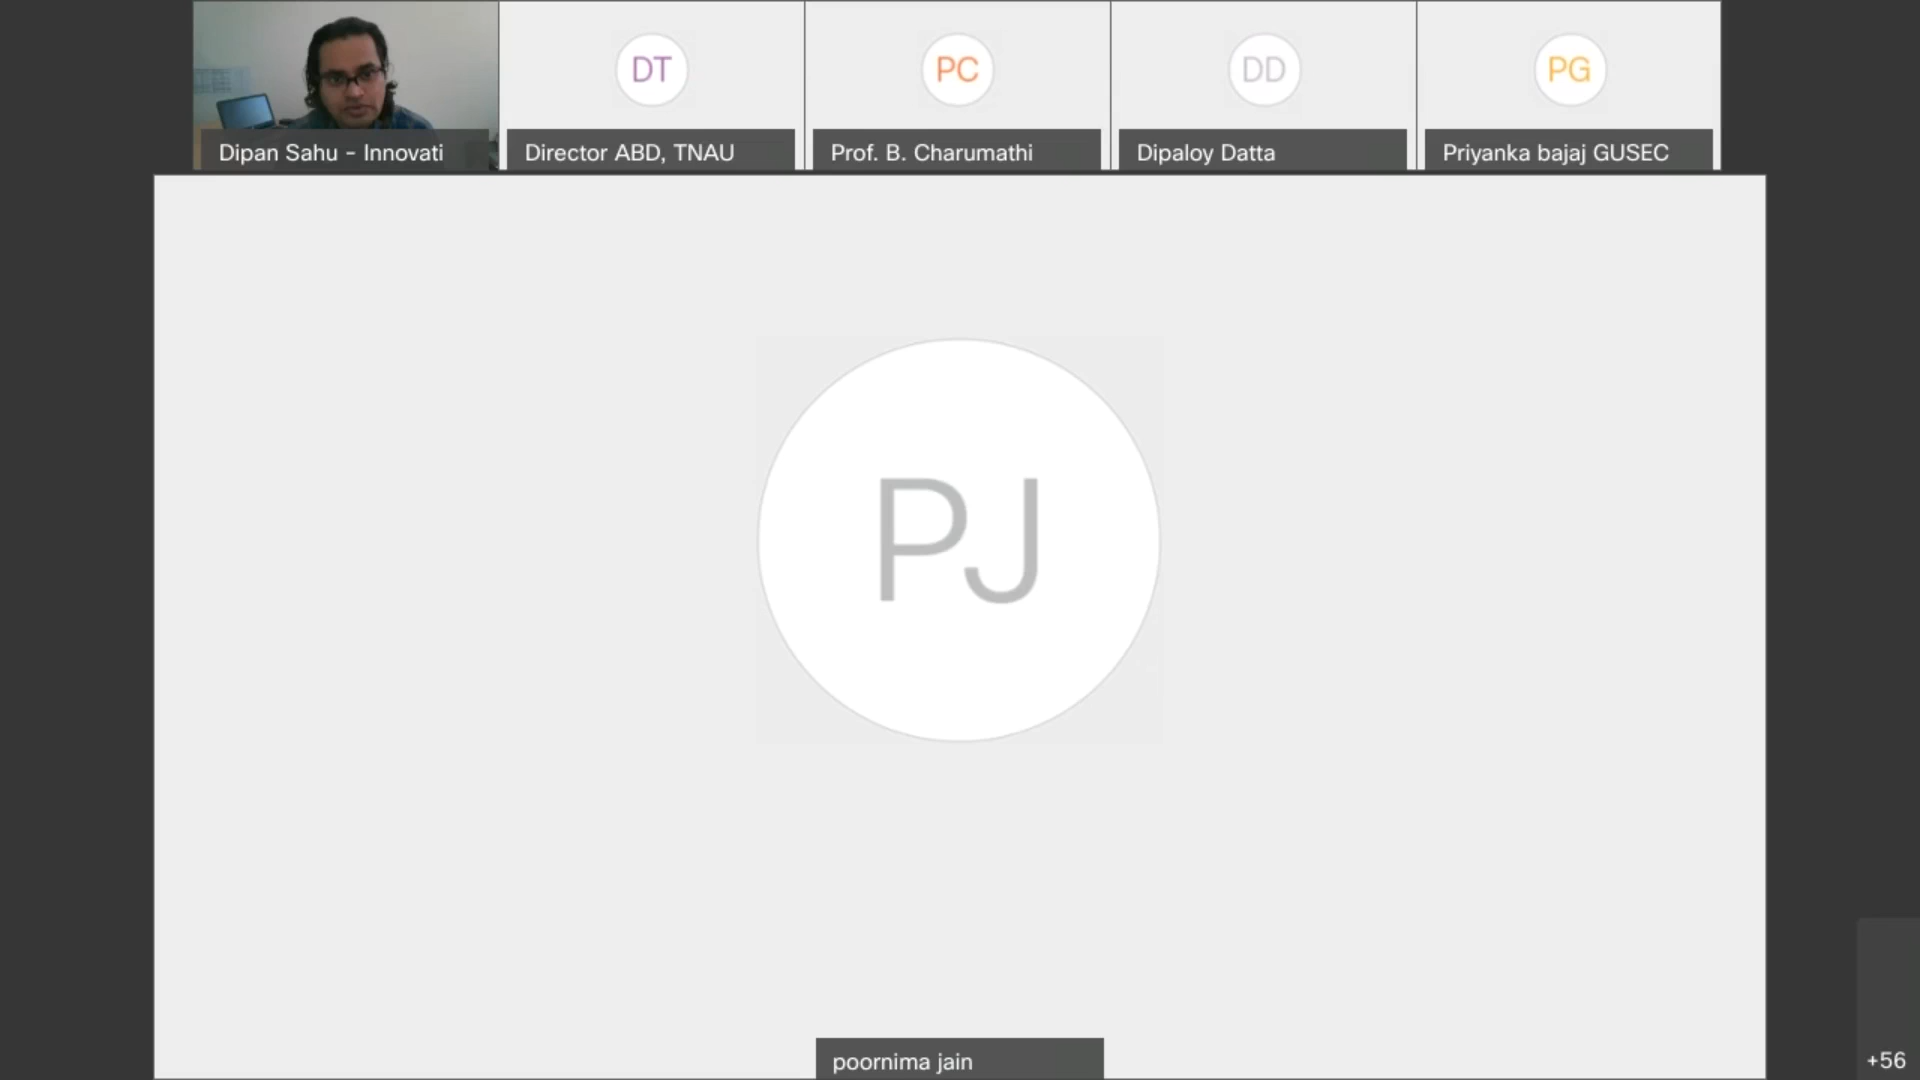 DT
PC
DD
PG
Dipan Sahu - Innovati
Director ABD, TNAU
Prof. B. Charumathi
Dipaloy Datta
Priyanka bajaj GUSEC
PJ
poornima jain
+56